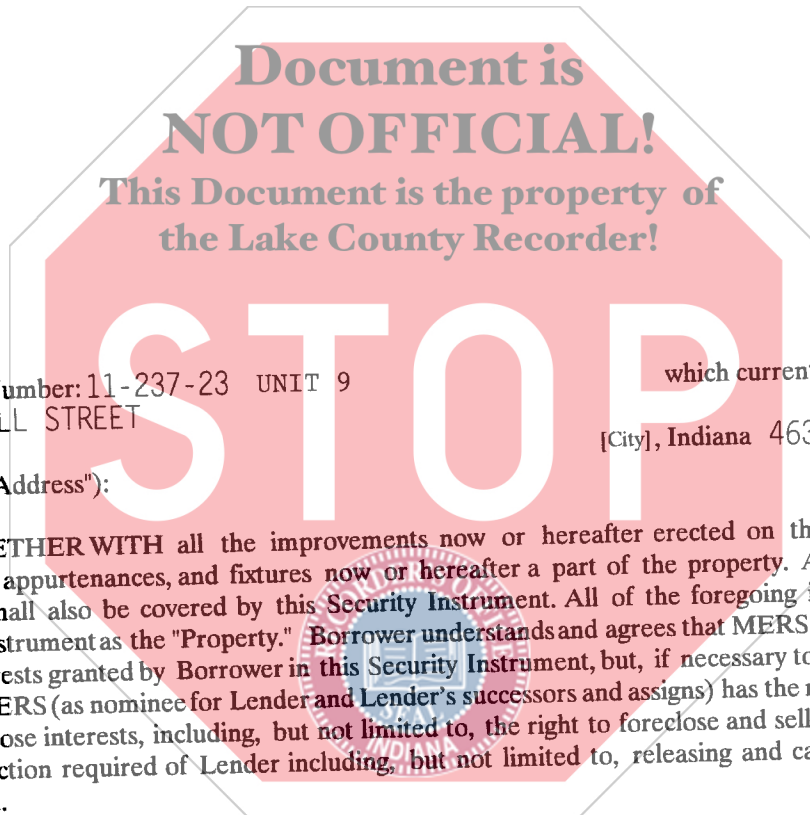 Document is
NOT OFFICIAL!
This Document is the property of
the Lake County Recorder!
STOP
umber: 11-237-23 UNIT 9 which current
LL STREET
[City], Indiana 463
Address"):
ETHER WITH all the improvements now or hereafter erected on th
appurtenances, and fixtures now or hereafter a part of the property. A
hall also be covered by this Security Instrument. All of the foregoing
strument as the "Property." Borrower understands and agrees that MERS
ests granted by Borrower in this Security Instrument, but, if necessary to
ERS (as nominee for Lender and Lender's successors and assigns) has the
ose interests, including, but not limited to, the right to foreclose and sell
ction required of Lender including, but not limited to, releasing and ca
SEAL
INDIANA